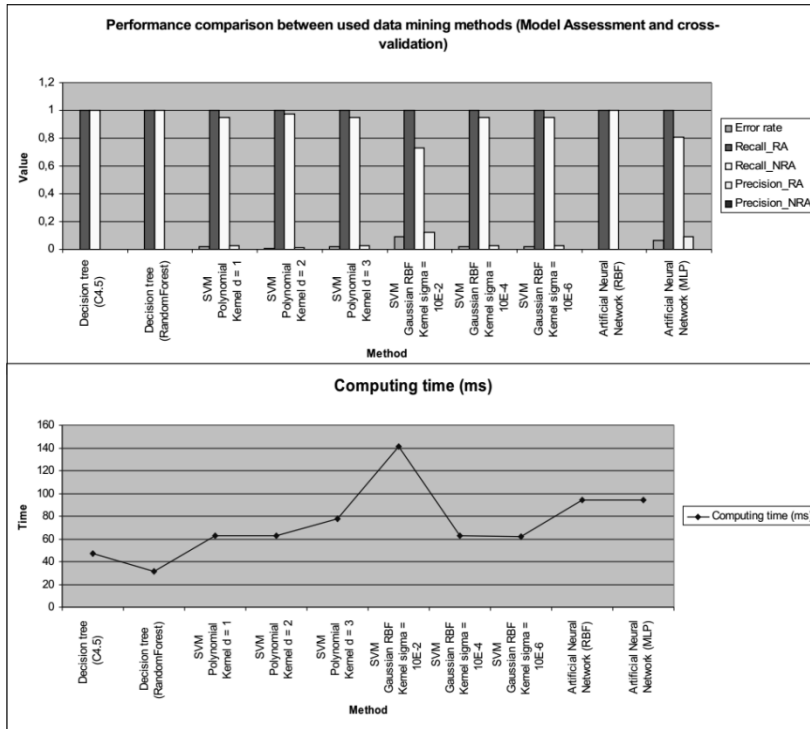 Performance comparison between used data mining methods (Model Assessment and cross-
validation)
1,2
1
0,8
0,6
0,4
0,2
0
Value
Decision tree
(C4.5)
Decision tree
(RandomForest)
SVM
Polynomial
Kernel d = 1
SVM
Polynomial
Kernel d = 2
SVM
Polynomial
Kernel d = 3
SVM
Gaussian RBF
Kernel sigma =
10E-2
SVM
Gaussian RBF
Kernel sigma =
10E-4
SVM
Gaussian RBF
Kernel sigma =
10E-6
Artificial Neural
Network (RBF)
Artificial Neural
Network (MLP)
Method
Error rate
Recall_RA
Recall_NRA
Precision_RA
Precision_NRA
Computing time (ms)
160
140
120
100
80
60
40
20
0
Time
Decision tree
(C4.5)
Decision tree
(RandomForest)
SVM
Polynomial
Kernel d = 1
SVM
Polynomial
Kernel d = 2
SVM
Polynomial
Kernel d = 3
SVM
Gaussian RBF
Kernel sigma =
10E-2
SVM
Gaussian RBF
Kernel sigma =
10E-4
SVM
Gaussian RBF
Kernel sigma =
10E-6
Artificial Neural
Network (RBF)
Artificial Neural
Network (MLP)
Method
Computing time (ms)